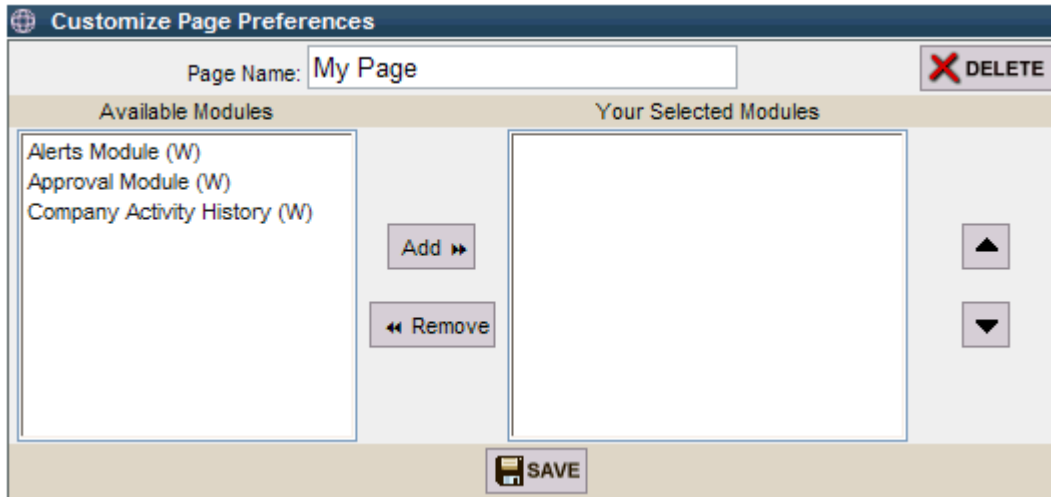 Customize Page Preferences
Page Name: My Page
DELETE
Available Modules
Your Selected Modules
Alerts Module (W)
Approval Module (W)
Company Activity History (W)
Add
Remove
SAVE